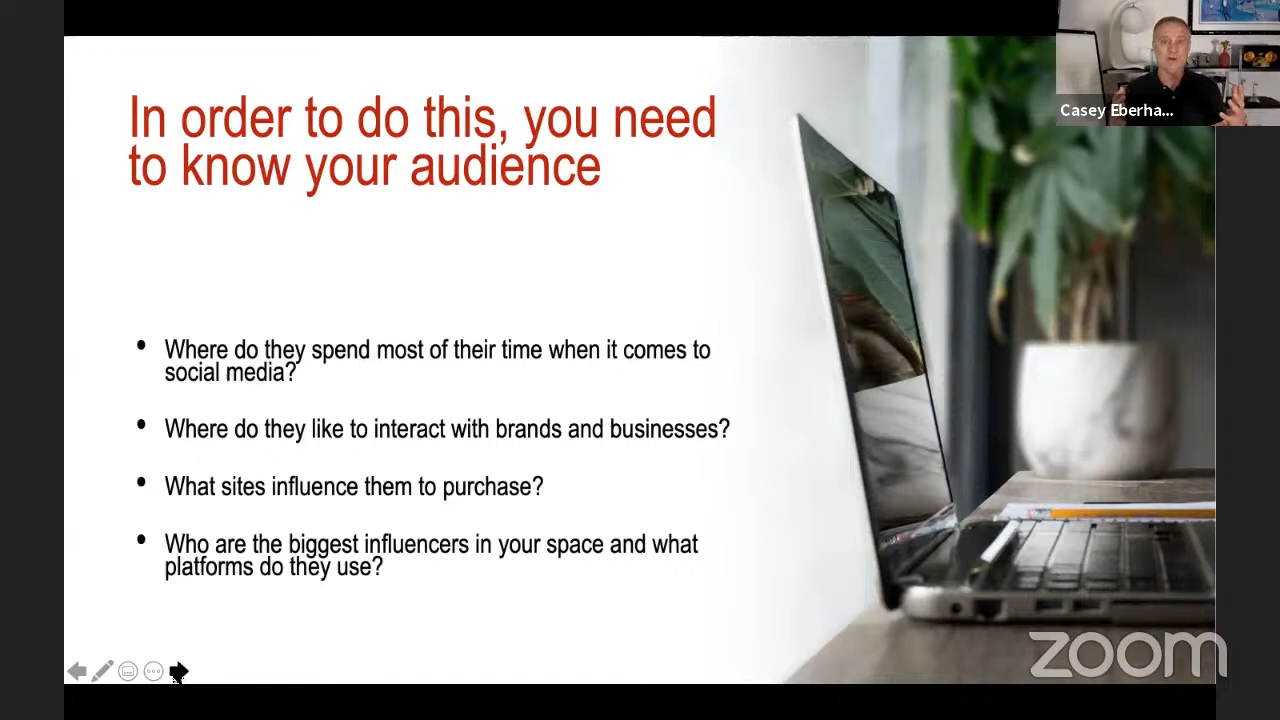 Casey Eberha...
In order to do this, you need
to know your audience
• Where do they spend most of their time when it comes to
social media?
• Where do they like to interact with brands and businesses?
• What sites influence them to purchase?
• Who are the biggest influencers in your space and what
platforms do they use?
zoom